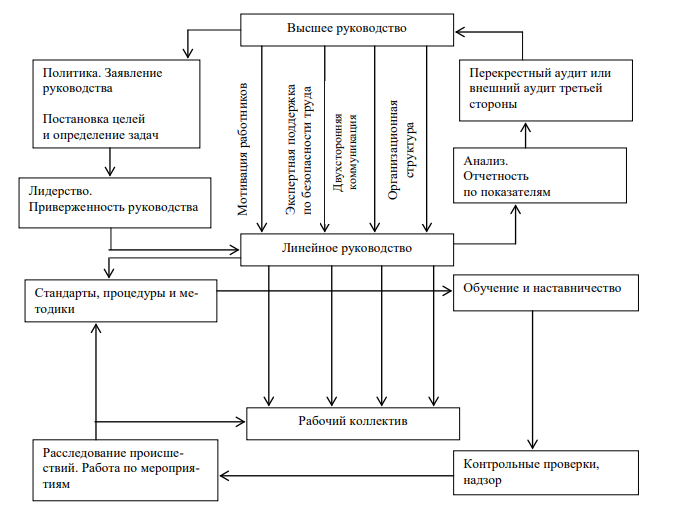 Высшее руководство
Политика. Заявление
руководства
Постановка целей
и определение задач
Перекрестный аудит или
внешний аудит третьей
стороны
Мотивация работников
Экспертная поддержка
по безопасности труда
Двухсторонняя
коммуникация
Организационная
структура
Анализ.
Отчетность
по показателям
Лидерство.
Приверженность руководства
Линейное руководство
Стандарты, процедуры и ме-
тодики
Обучение и наставничество
Рабочий коллектив
Расследование происше-
ствий. Работа по мероприя-
тиям
Контрольные проверки,
надзор